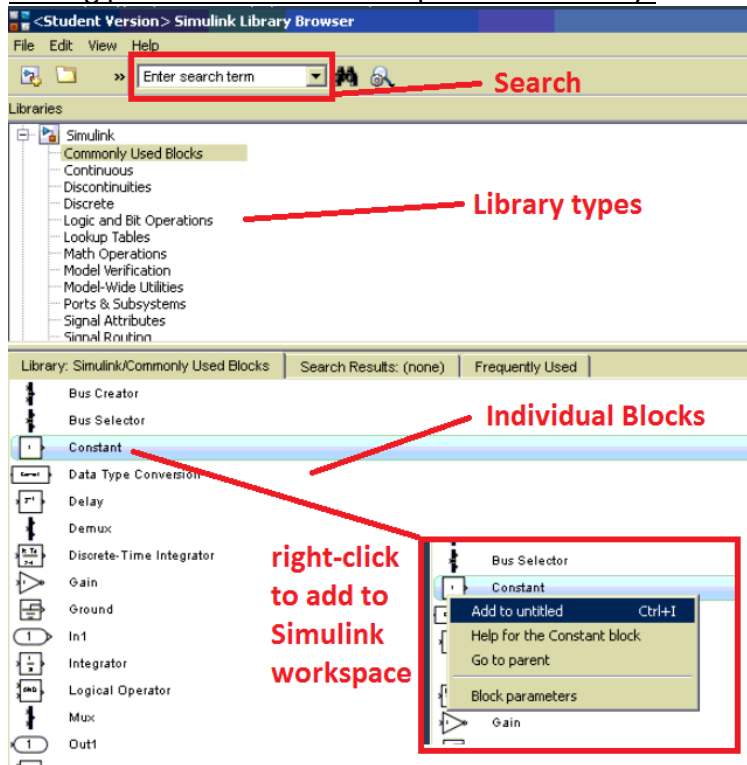 <Student Version> Simulink Library Browser
File Edit View Help
» Enter search term
Search
Libraries
Simulink
Commonly Used Blocks
Continuous
Discontinuities
Discrete
Logic and Bit Operations
Library types
Lookup Tables
Math Operations
Model Verification
Model-Wide Utilities
Ports & Subsystems
Signal Attributes
Signal Routing
Library: Simulink/Commonly Used Blocks Search Results: (none) Frequently Used
Bus Creator
Individual Blocks
Bus Selector
Constant
Data Type Conversion
Delay
Demux
Discrete-Time Integrator
Gain
Ground
1 In1
Integrator
Logical Operator
Mux
1 Out1
right-click
to add to
Simulink
workspace
Bus Selector
Constant
Add to untitled Ctrl+I
Help for the Constant block
Go to parent
Block parameters
Gain